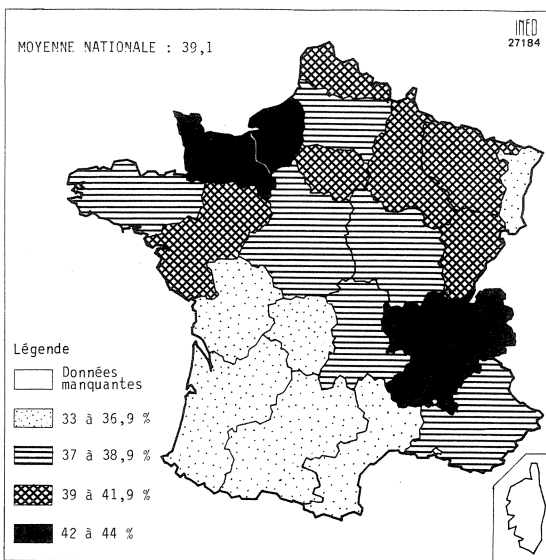 MOYENNE NATIONALE : 39,1
INED
27184
Légende
Données
manquantes
33 à 36,9 %
37 à 38,9 %
39 à 41,9 %
42 à 44 %